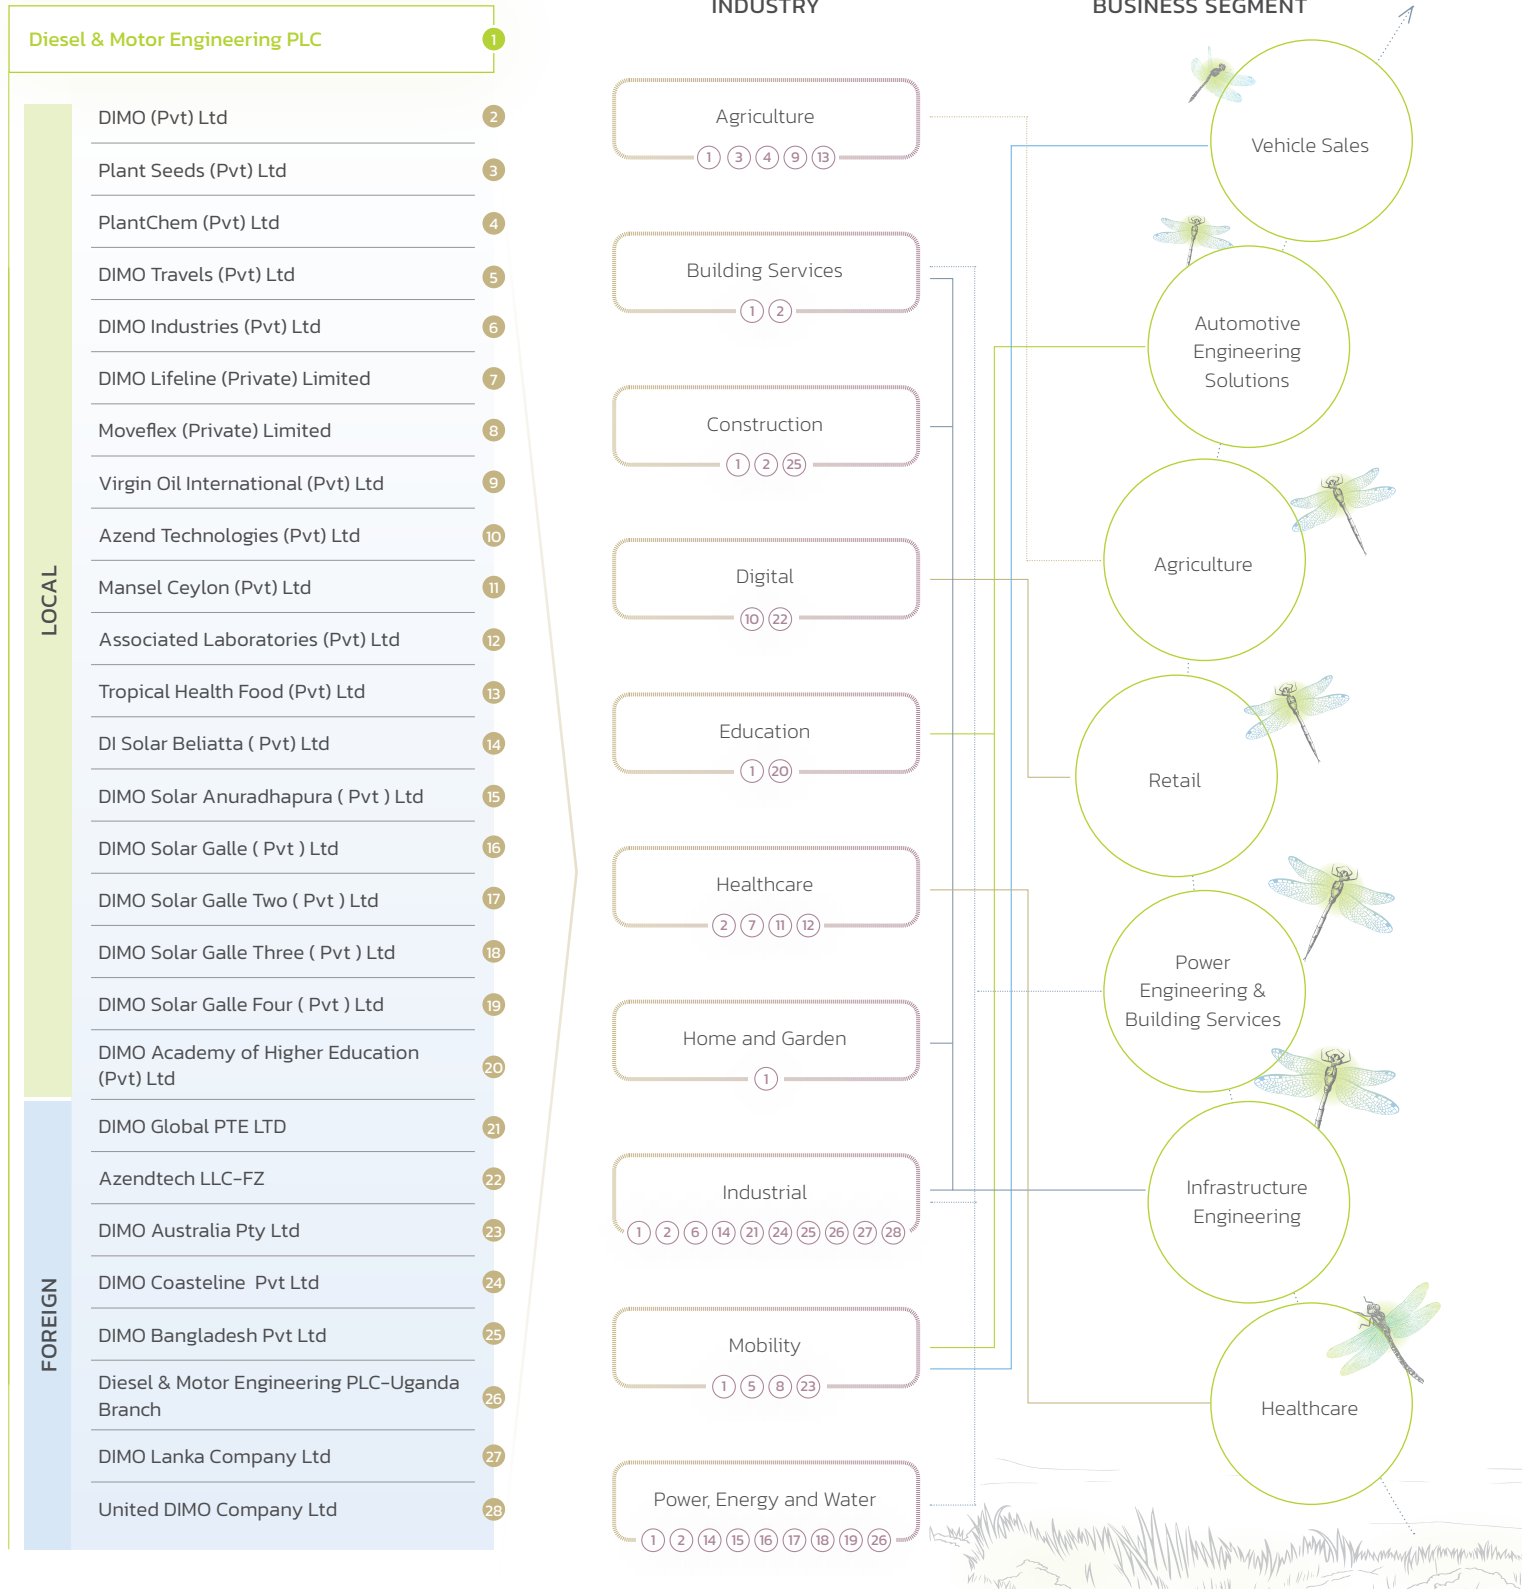 INDUSTRY
BUSINESS SEGMENT
Diesel & Motor Engineering PLC 1
LOCAL
DIMO (Pvt) Ltd 2
Plant Seeds (Pvt) Ltd 3
PlantChem (Pvt) Ltd 4
DIMO Travels (Pvt) Ltd 5
DIMO Industries (Pvt) Ltd 6
DIMO Lifeline (Private) Limited 7
Moveflex (Private) Limited 8
Virgin Oil International (Pvt) Ltd 9
Azend Technologies (Pvt) Ltd 10
Mansel Ceylon (Pvt) Ltd 11
Associated Laboratories (Pvt) Ltd 12
Tropical Health Food (Pvt) Ltd 13
DI Solar Beliatta ( Pvt) Ltd 14
DIMO Solar Anuradhapura ( Pvt ) Ltd 15
DIMO Solar Galle ( Pvt ) Ltd 16
DIMO Solar Galle Two ( Pvt ) Ltd 17
DIMO Solar Galle Three ( Pvt ) Ltd 18
DIMO Solar Galle Four ( Pvt ) Ltd 19
DIMO Academy of Higher Education
(Pvt) Ltd 20
FOREIGN
DIMO Global PTE LTD 21
Azendtech LLC-FZ 22
DIMO Australia Pty Ltd 23
DIMO Coasteline Pvt Ltd 24
DIMO Bangladesh Pvt Ltd 25
Diesel & Motor Engineering PLC-Uganda
Branch 26
DIMO Lanka Company Ltd 27
United DIMO Company Ltd 28
Agriculture
1 3 4 9 13
Building Services
1 2
Construction
1 2 25
Digital
10 22
Education
1 20
Healthcare
2 7 11 12
Home and Garden
1
Industrial
1 2 6 14 21 24 25 26 27 28
Mobility
1 5 8 23
Power, Energy and Water
1 2 14 15 16 17 18 19 26
Vehicle Sales
Automotive
Engineering
Solutions
Agriculture
Retail
Power
Engineering &
Building Services
Infrastructure
Engineering
Healthcare